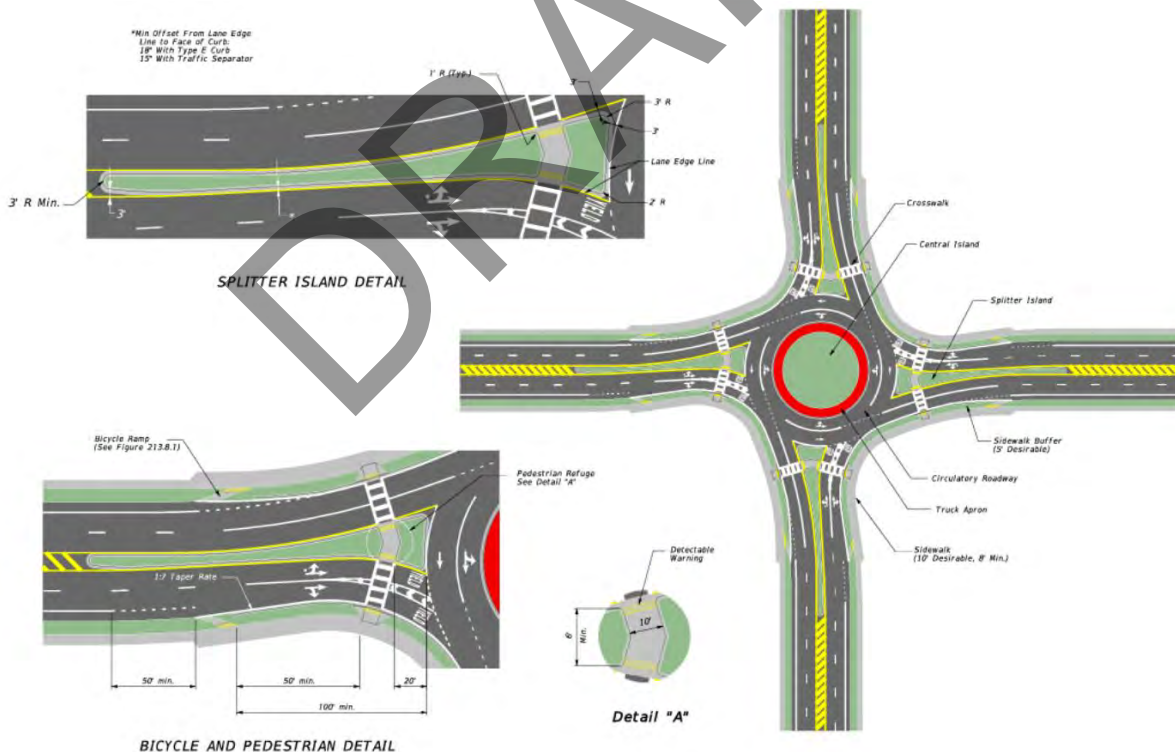 *Min Offset From Lane Edge
Line to Face of Curb:
18" With Type E Curb
15" With Traffic Separator
1' R (Typ.)
3'
3' R
3'
Lane Edge Line
2' R
3' R Min.
3'
*
YIELD
SPLITTER ISLAND DETAIL
DRA
Crosswalk
Central Island
Splitter Island
Sidewalk Buffer
(5' Desirable)
Circulatory Roadway
Truck Apron
Sidewalk
(10' Desirable, 8' Min.)
Bicycle Ramp
(See Figure 213.8.1)
Pedestrian Refuge
See Detail "A"
1:7 Taper Rate
YIELD
YIELD
50' min.
50' min.
20'
100' min.
BICYCLE AND PEDESTRIAN DETAIL
Detectable
Warning
10'
6'
Min.
Detail "A"